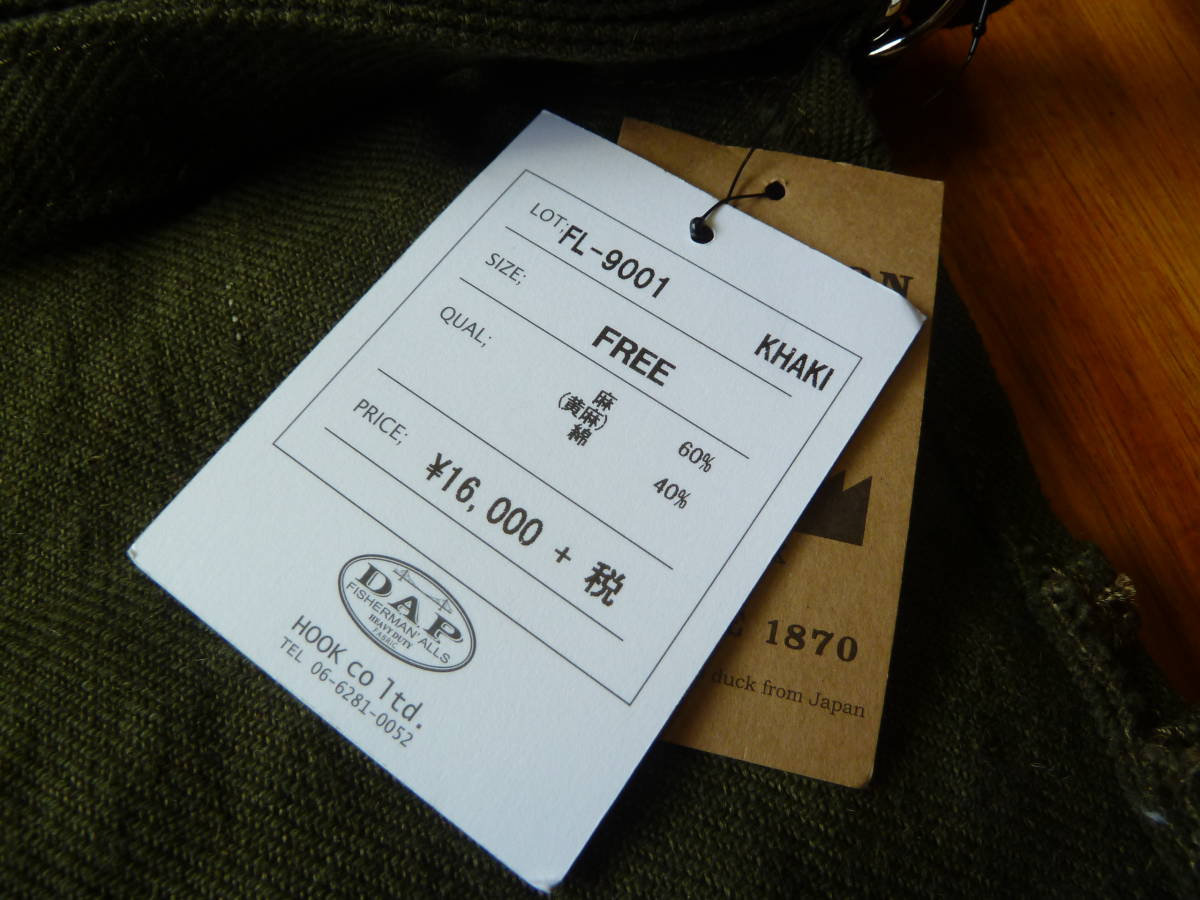 LOT; FL-9001 KHAKI
SIZE; FREE
QUAL;
麻 60%
(黄麻)
綿 40%
PRICE; ¥16,000 + 税
DAP
FISHERMAN' ALLS
HEAVY DUTY
FABRIC
HOOK co ltd.
TEL 06-6281-0052
1870
duck from Japan